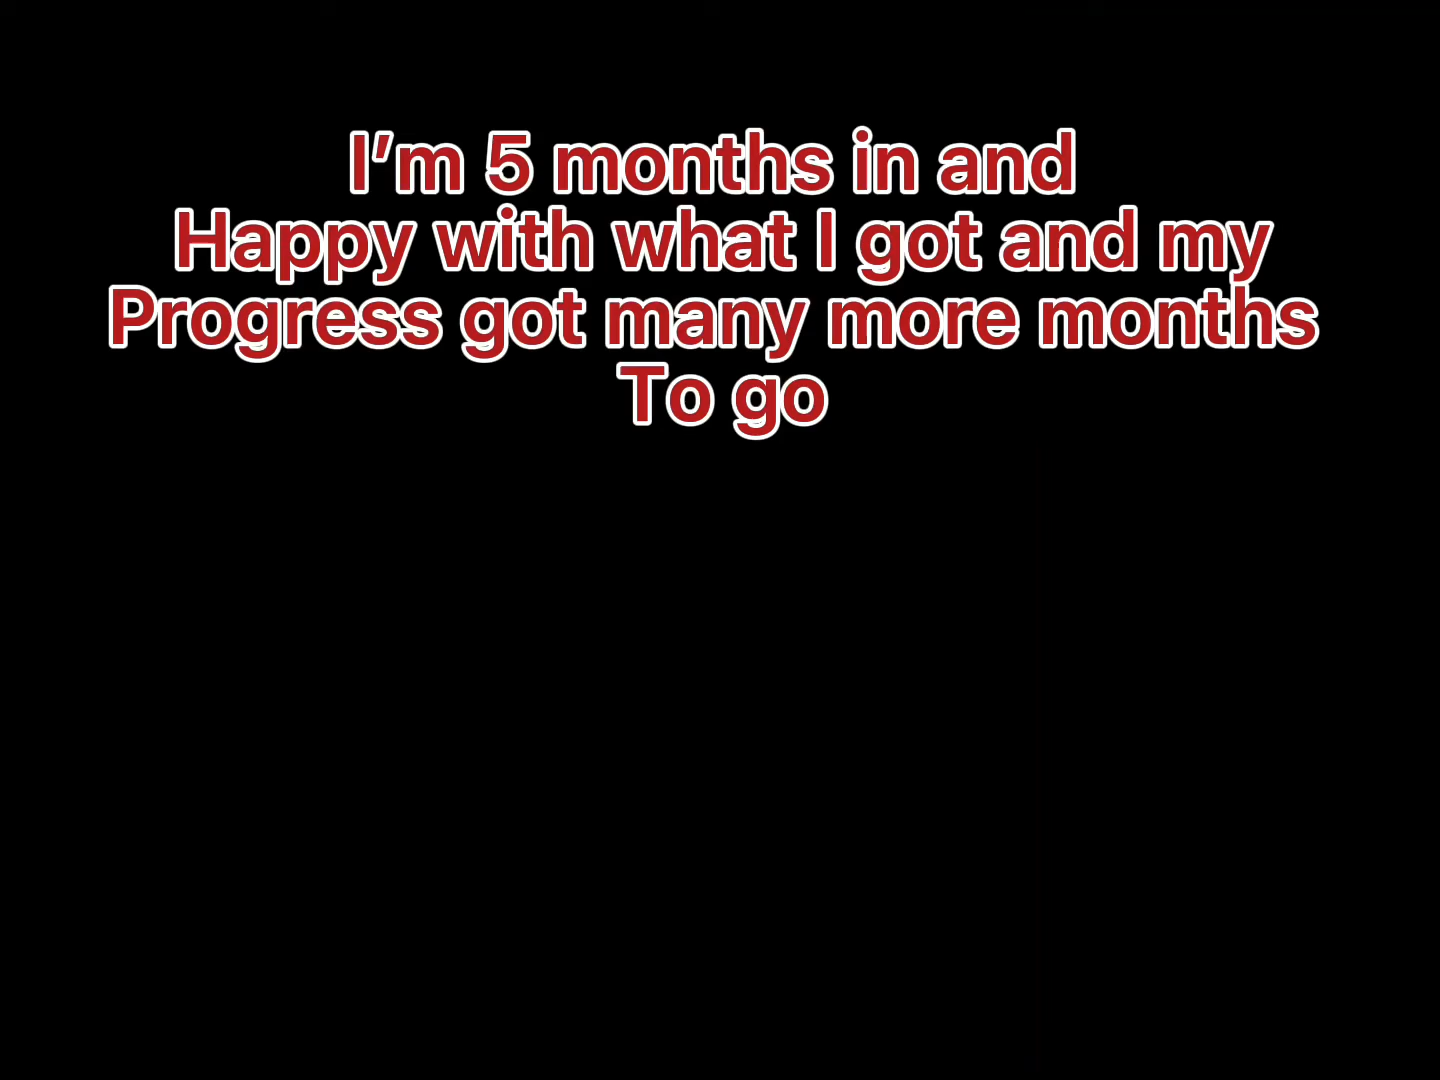 I’m 5 months in and
Happy with what I got and my
Progress got many more months
To go